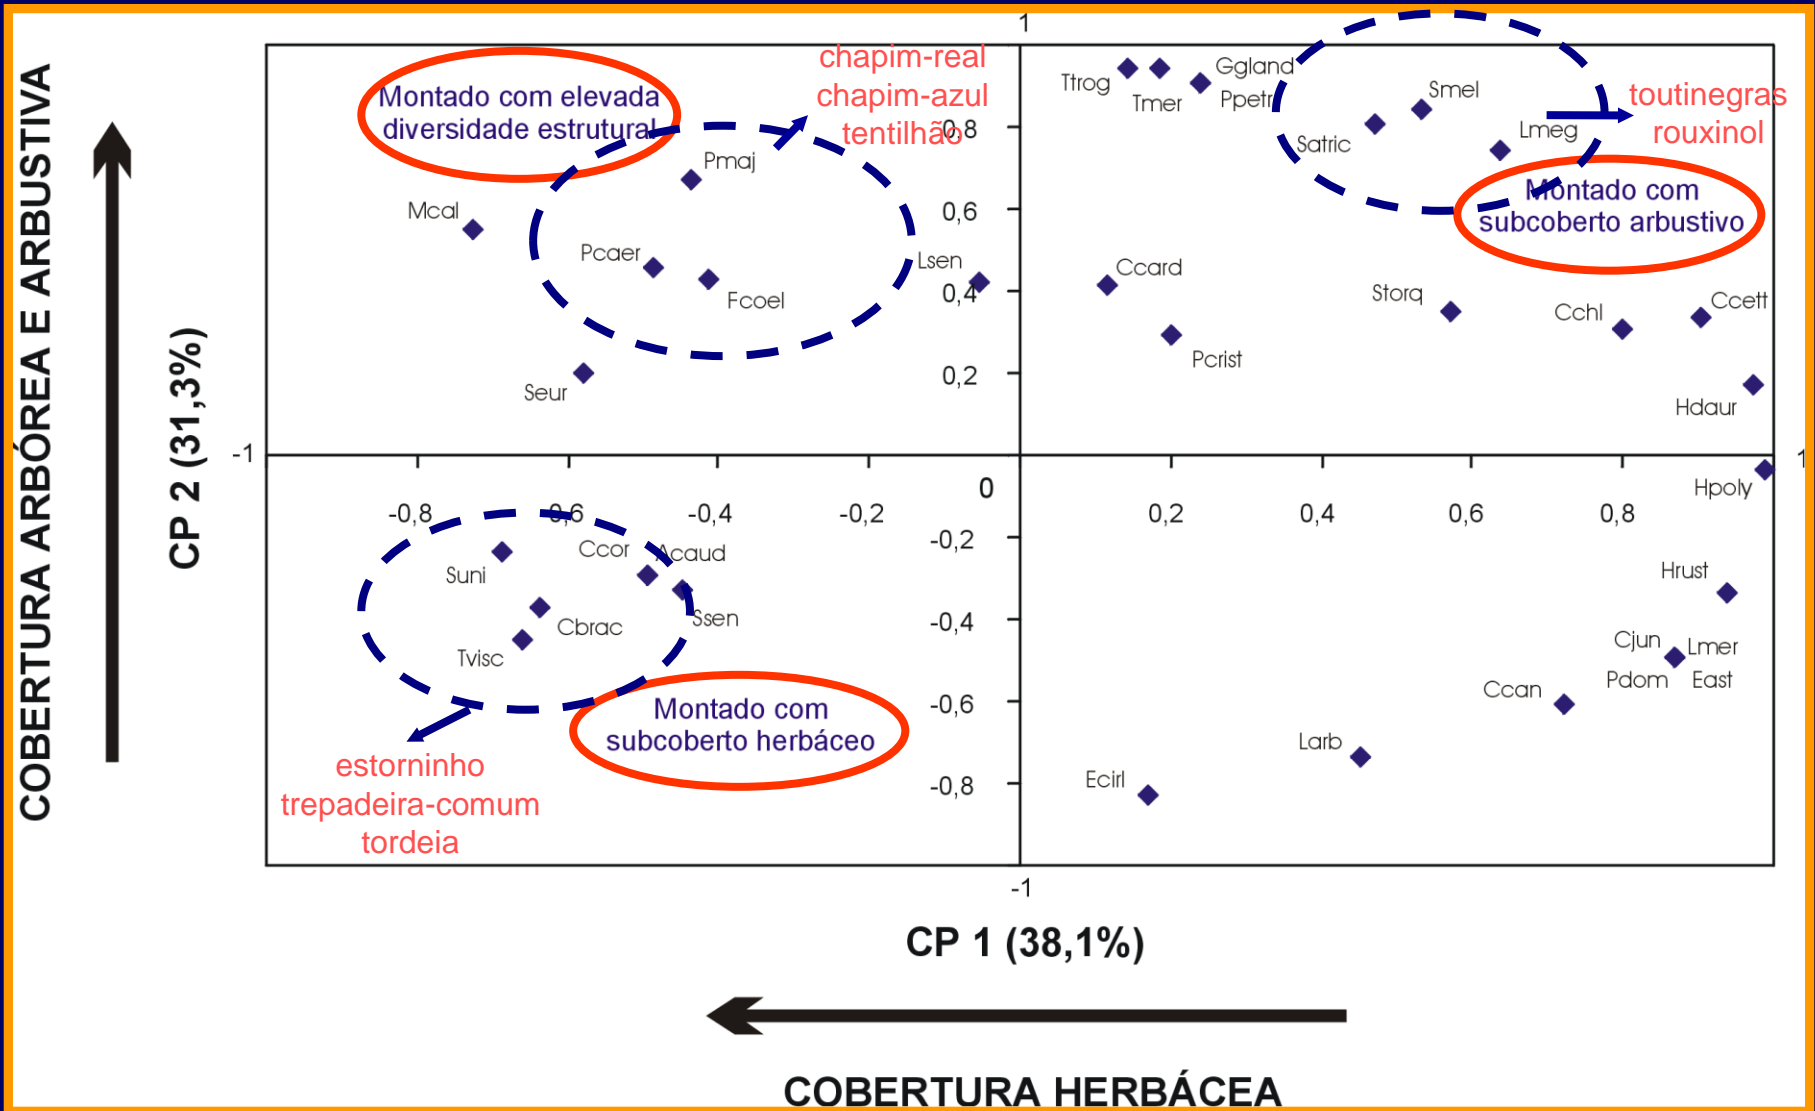 1
chapim-real
chapim-azul
tentilhão
Montado com elevada
diversidade estrutural
Ttrog
Tmer
Ggland
Ppetr
Smel
Satric
Lmeg
toutinegras
rouxinol
Montado com
subcoberto arbustivo
0,8
Pmaj
Mcal
0,6
Pcaer
Fcoel
Lsen
0,4
Ccard
Storq
Cchl
Ccett
Pcrist
0,2
Seur
Hdaur
-1
1
0
Hpoly
-0,8
-0,6
-0,4
-0,2
0,2
0,4
0,6
0,8
-0,2
Ccor
Acaud
Suni
Hrust
-0,4
Ssen
Cbrac
Tvisc
Cjun
Lmer
Pdom
East
Ccan
-0,6
Montado com
subcoberto herbáceo
Larb
-0,8
Ecirl
estorninho
trepadeira-comum
tordeia
-1
COBERTURA ARBÓREA E ARBUSTIVA
CP 2 (31,3%)
CP 1 (38,1%)
COBERTURA HERBÁCEA